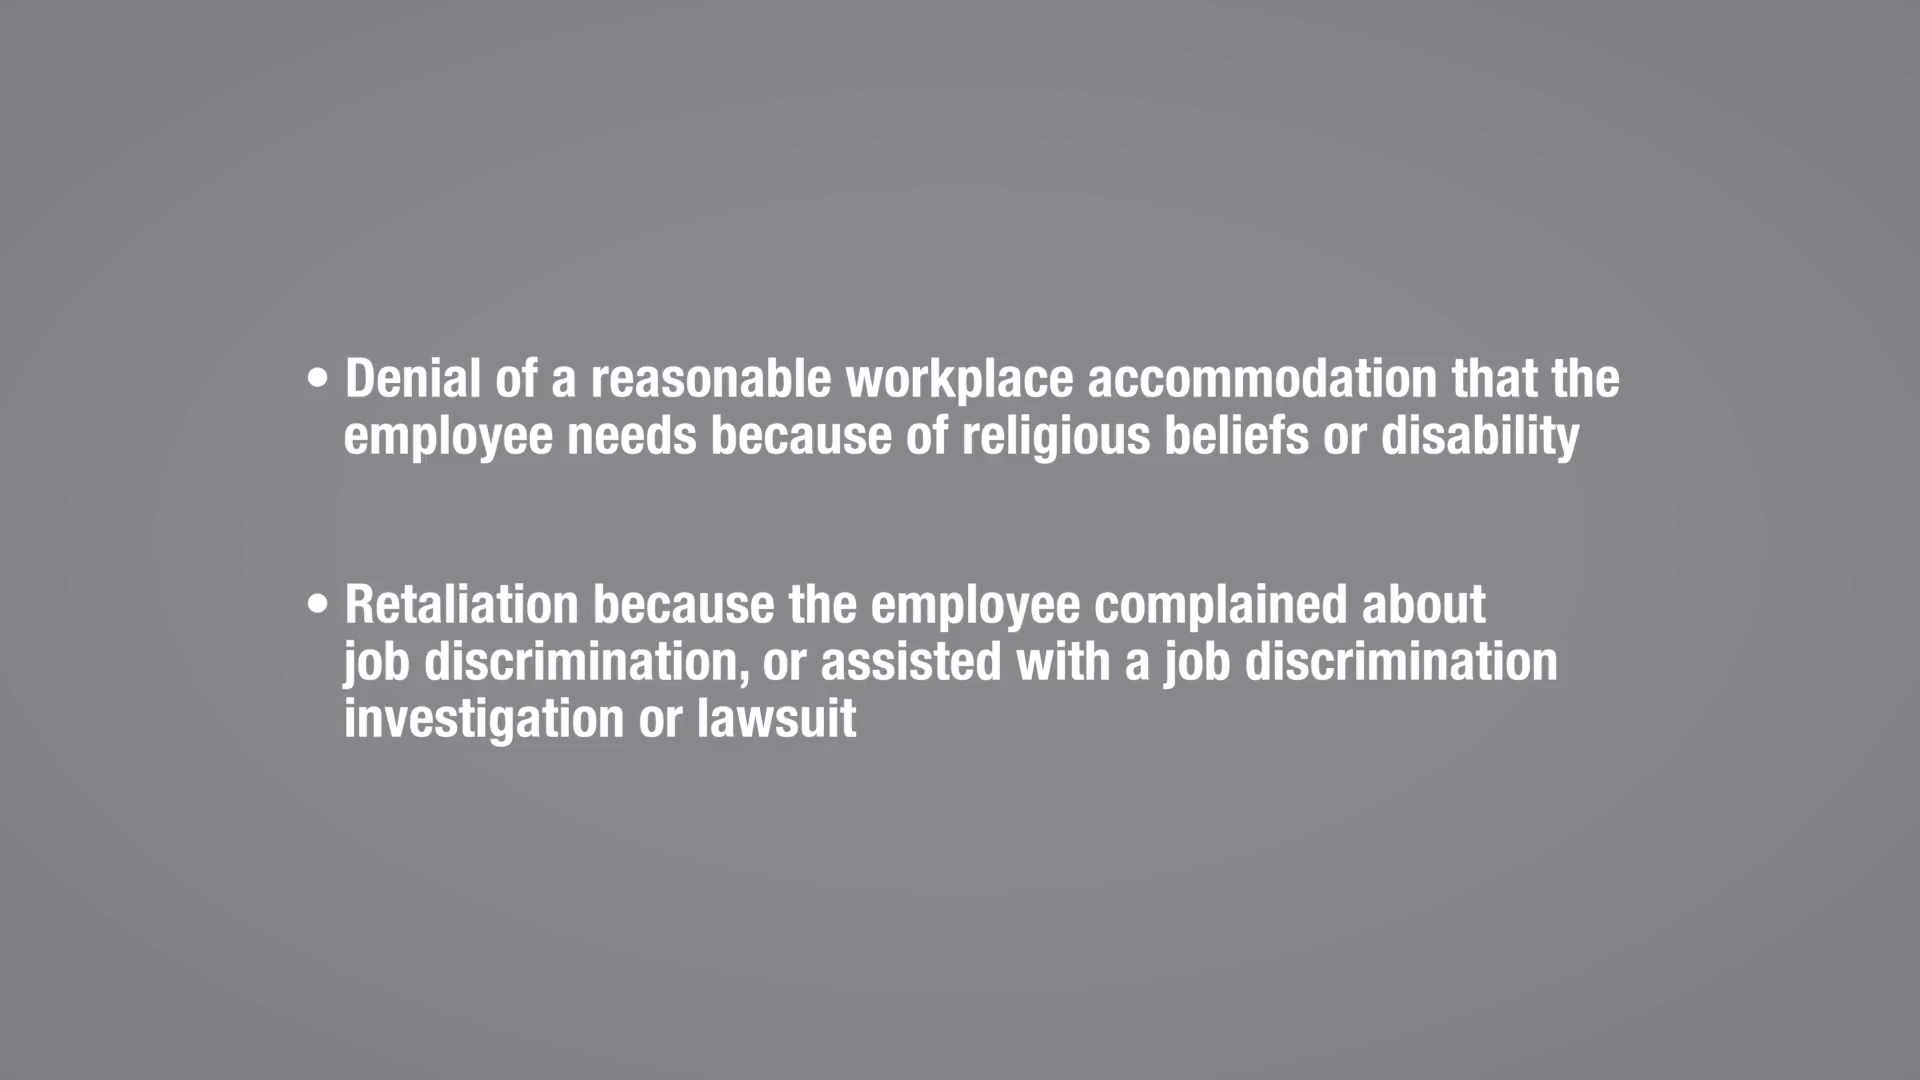 • Denial of a reasonable workplace accommodation that the
employee needs because of religious beliefs or disability
• Retaliation because the employee complained about
job discrimination, or assisted with a job discrimination
investigation or lawsuit